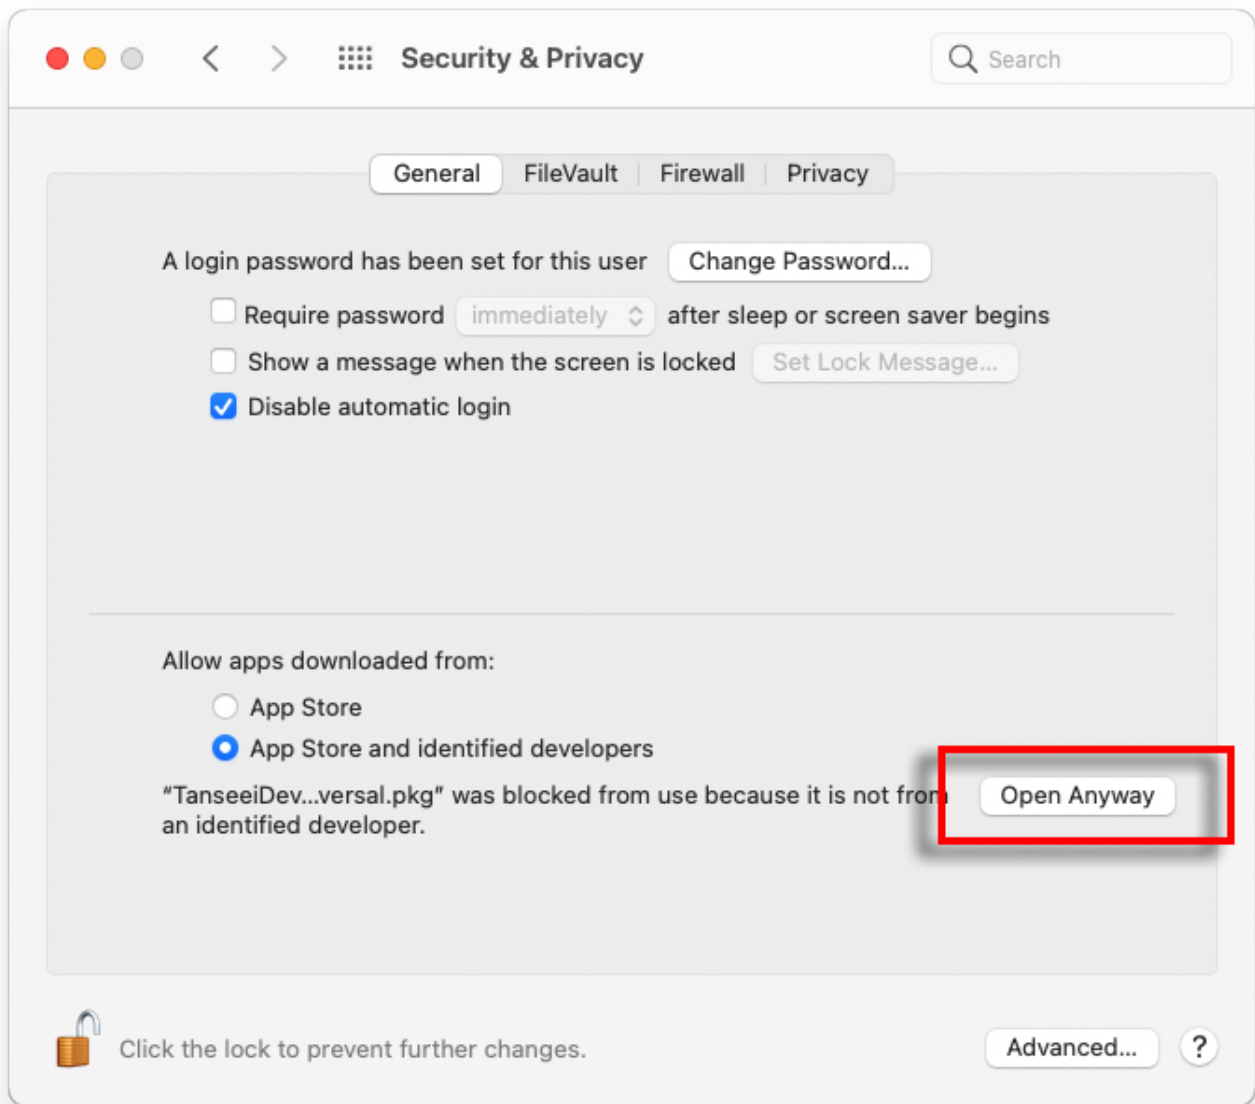 Security & Privacy
Search
General
FileVault
Firewall
Privacy
A login password has been set for this user
Change Password...
Require password
immediately
after sleep or screen saver begins
Show a message when the screen is locked
Set Lock Message...
Disable automatic login
Allow apps downloaded from:
App Store
App Store and identified developers
“TanseeiDev...versal.pkg” was blocked from use because it is not from
an identified developer.
Open Anyway
Click the lock to prevent further changes.
Advanced...
?